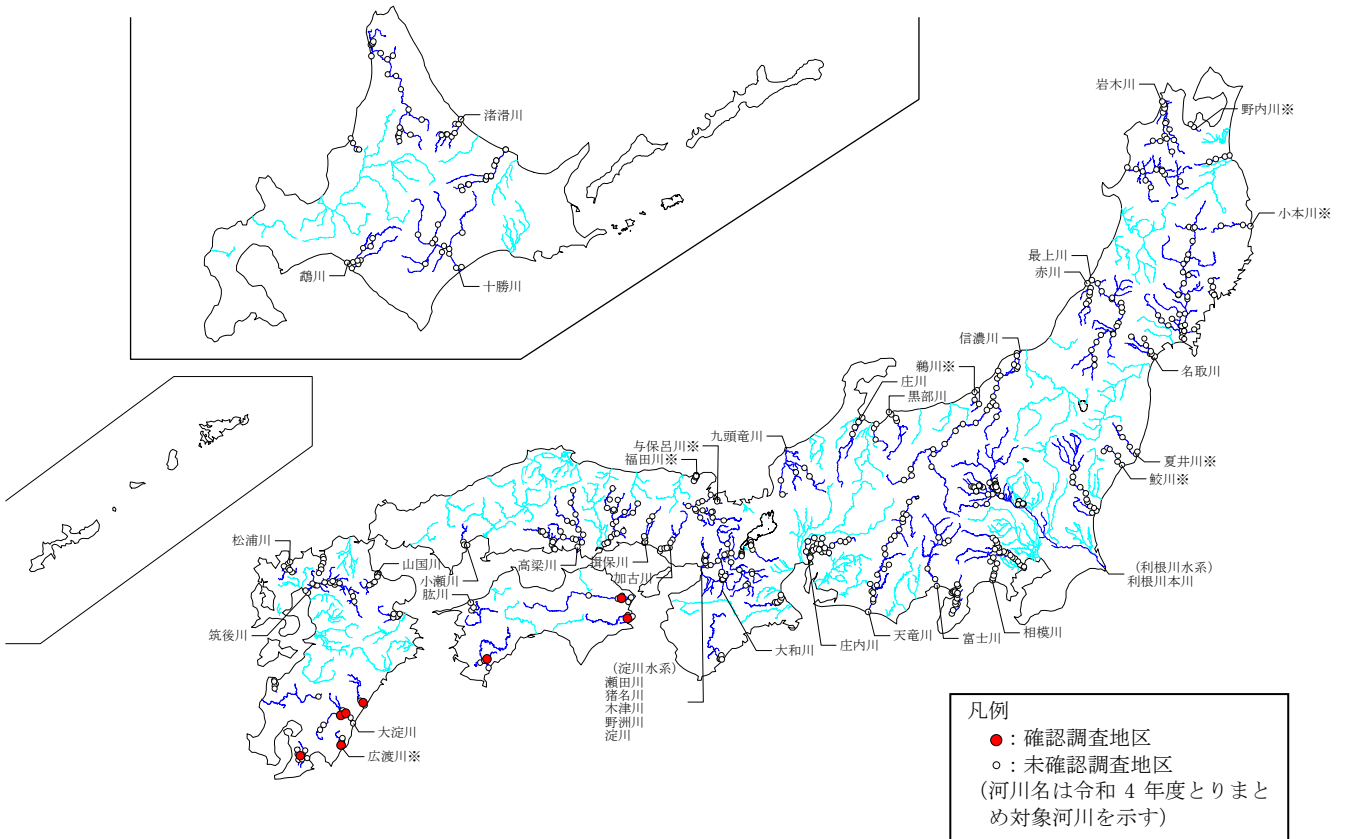 渚滑川
鵡川
十勝川
岩木川
野内川※
小本川※
最上川
赤川
信濃川
名取川
鵜川※
庄川
黒部川
九頭竜川
与保呂川※
福田川※
夏井川※
鮫川※
松浦川
山国川
小瀬川
肱川
高梁川
揖保川
加古川
(利根川水系)
利根川本川
筑後川
大和川
庄内川
天竜川
富士川
相模川
(淀川水系)
瀬田川
猪名川
木津川
野洲川
淀川
大淀川
広渡川※
凡例
:確認調査地区
:未確認調査地区
(河川名は令和 4 年度とりまと
め対象河川を示す)